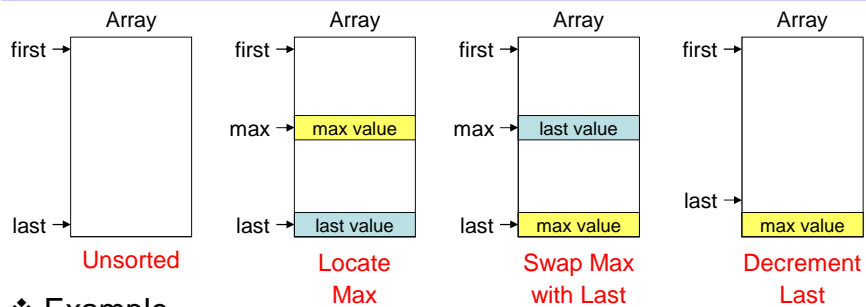 Array Array Array Array
first first first first
max max value max last value
last
last last last value last max value max value
Unsorted Locate Swap Max Decrement
Max with Last Last
❖ Example